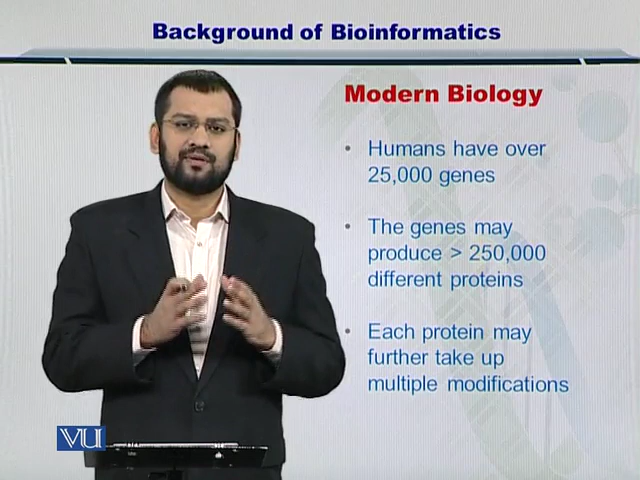 Background of Bioinformatics
Modern Biology
• Humans have over
25,000 genes
• The genes may
produce > 250,000
different proteins
• Each protein may
further take up
multiple modifications
VU